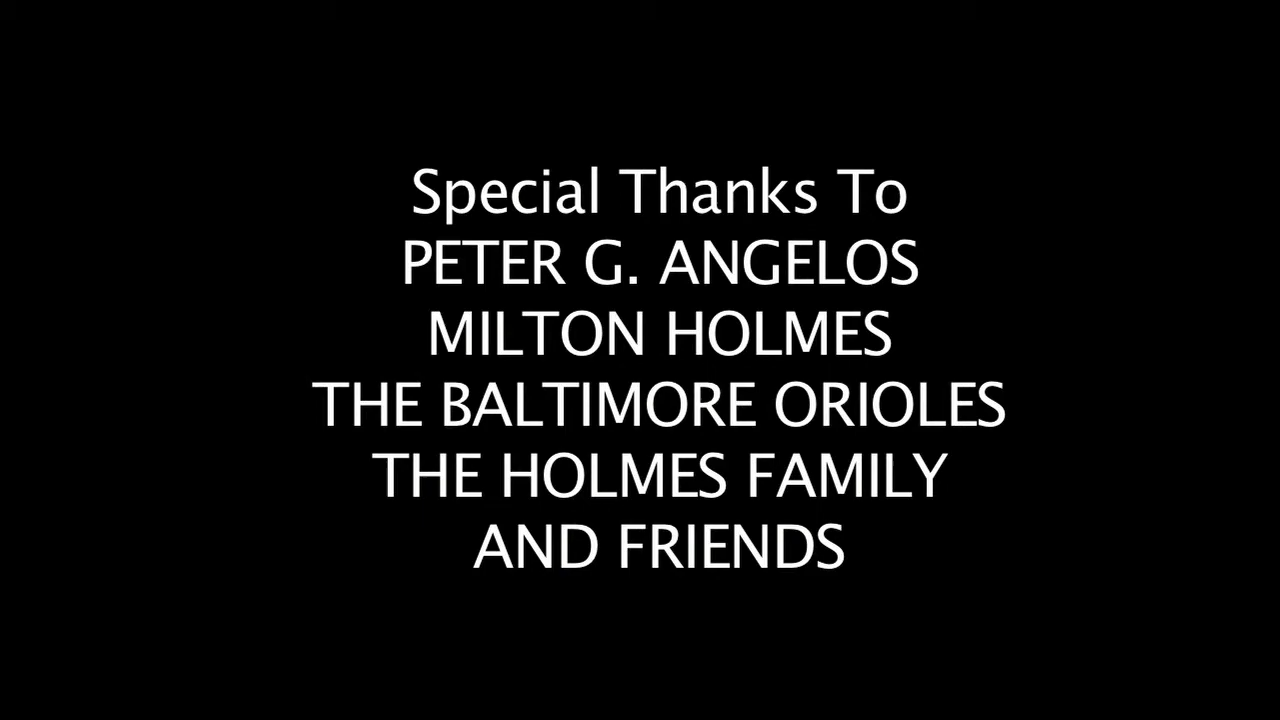 Special Thanks To
PETER G. ANGELOS
MILTON HOLMES
THE BALTIMORE ORIOLES
THE HOLMES FAMILY
AND FRIENDS